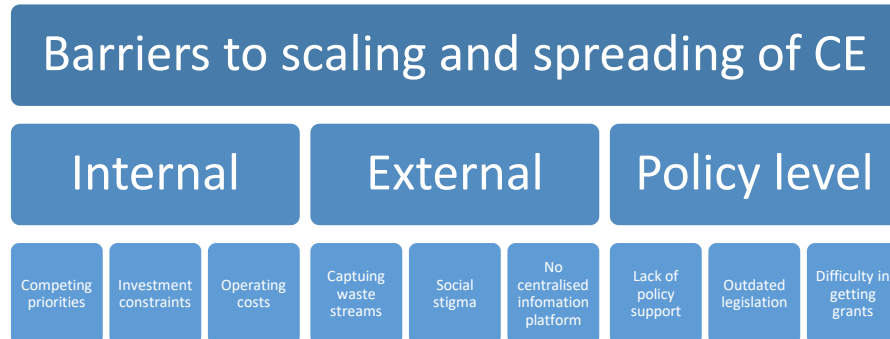 Barriers to scaling and spreading of CE
Internal
External
Policy level
Competing
priorities
Investment
constraints
Operating
costs
Captuing
waste
streams
Social
stigma
No
centralised
infomation
platform
Lack of
policy
support
Outdated
legislation
Difficulty in
getting
grants